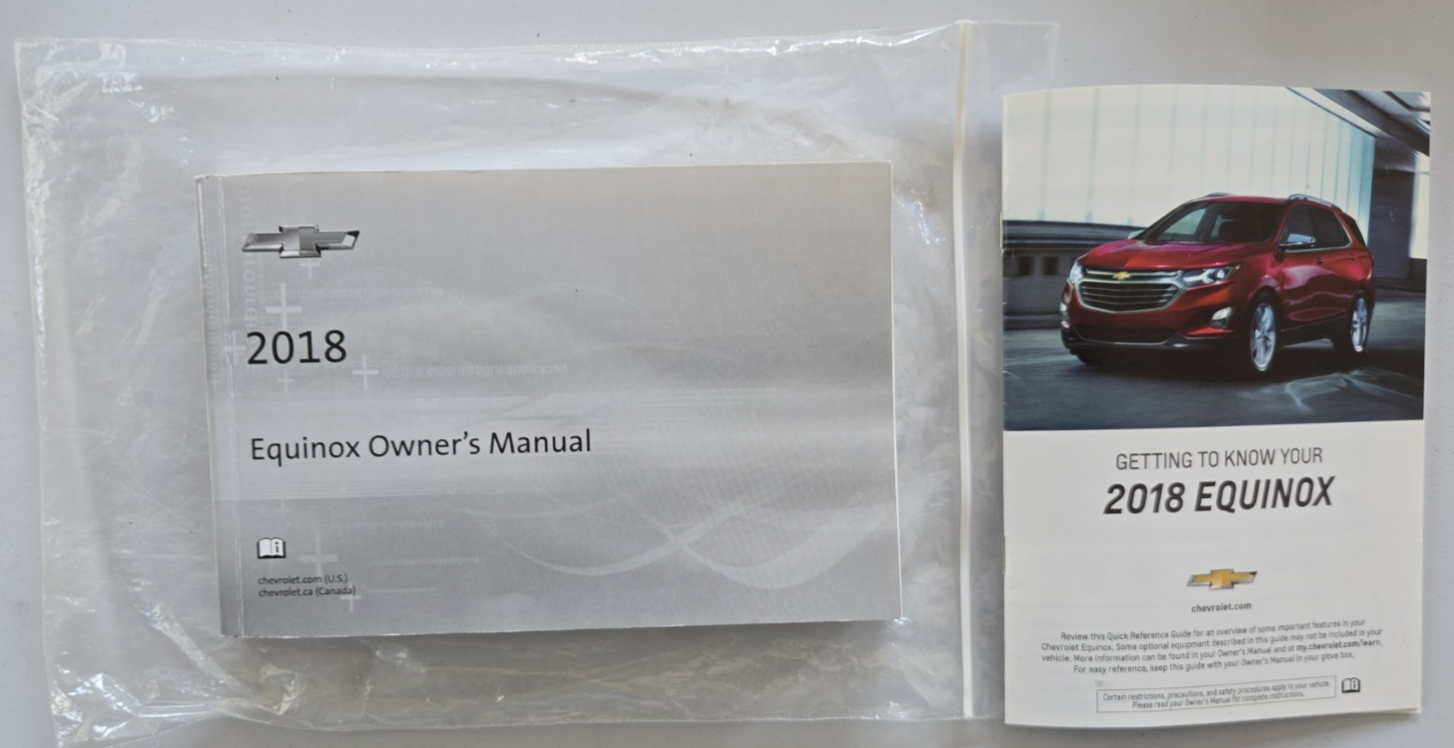 2018
Equinox Owner's Manual
chevrolet.com (U.S.)
chevrolet.ca (Canada)
GETTING TO KNOW YOUR
2018 EQUINOX
chevrolet.com
Review this Quick Reference Guide for an overview of some important features in your
Chevrolet Equinox. Some optional equipment described in this guide may not be included in your
vehicle. More information can be found in your Owner's Manual and at my.chevrolet.com/learn.
For easy reference, keep this guide with your Owner's Manual in your glove box.
Certain restrictions, precautions, and safety procedures apply to your vehicle.
Please read your Owner's Manual for complete instructions.